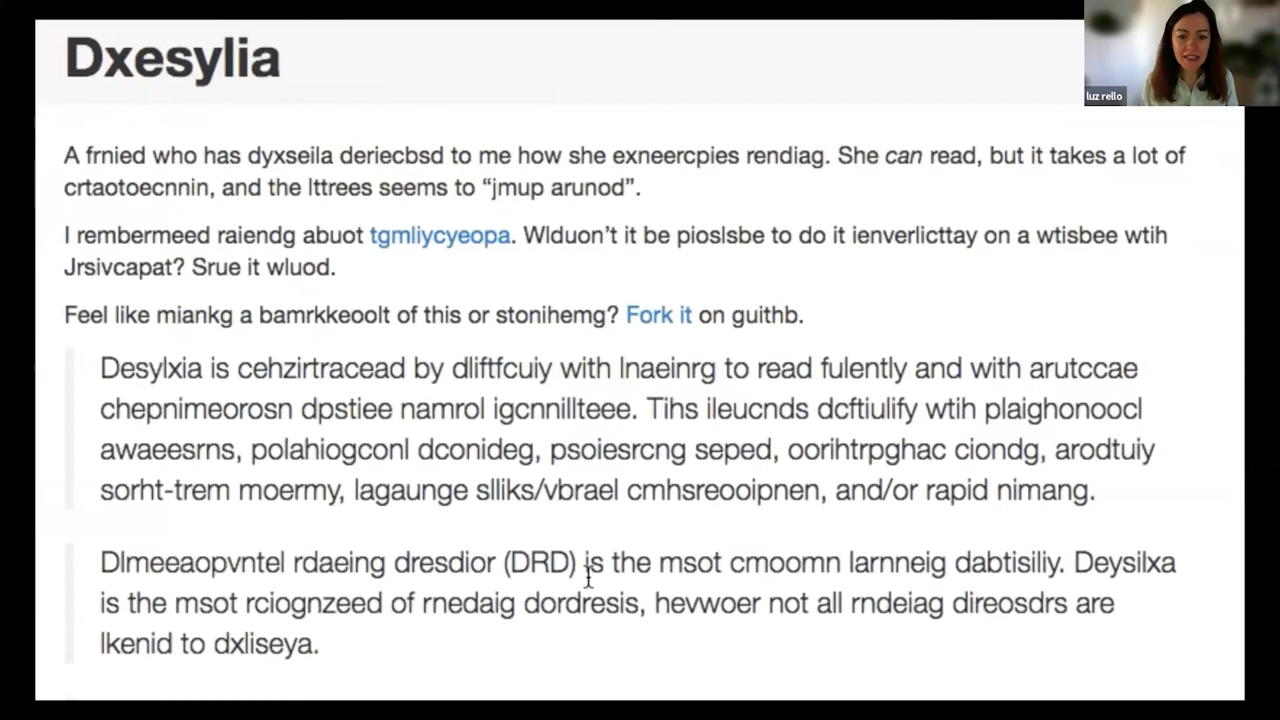 Dxesylia
luz rello
A frnied who has dyxseila deriecbsd to me how she exneercpies rendiag. She can read, but it takes a lot of
crtaotoecnnin, and the lttrees seems to “jmup arunod”.
I rembermeed raiendg abuot tgmliycyeopa. Wlduon’t it be pioslsbe to do it ienverlicttay on a wtisbee wtih
Jrsivcapat? Srue it wluod.
Feel like miankg a bamrkkeoolt of this or stonihemg? Fork it on guithb.
Desylxia is cehzirtracead by dliftfcuiy with lnaeinrg to read fulently and with arutccae
chepnimeorosn dpstiee namrol igcnnillteee. Tihs ileucnds dcftiulify wtih plaighonoocl
awaeesrns, polahiogconl dconideg, psoiesrcng seped, oorihtrpghac ciondg, arodtuiy
sorht-trem moermy, lagaunge slliks/vbrael cmhsreooipnen, and/or rapid nimang.
Dlmeeaopvntel rdaeing dresdior (DRD) is the msot cmoomn larnneig dabtisiliy. Deysilxa
is the msot rciognzeed of rnedaig dordresis, hevwoer not all rndeiag direosdrs are
lkenid to dxliseya.